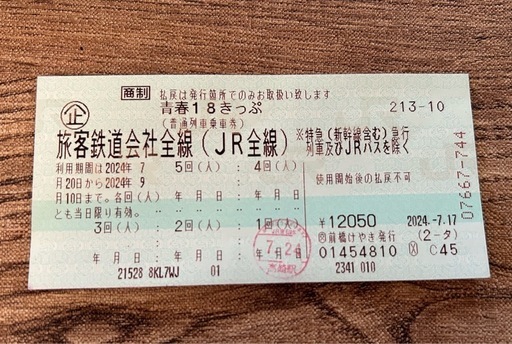 商制 払戻は発行箇所でのみお取扱い致します
企 青春18きっぷ 213-10
(普通列車乗車券)
旅客鉄道会社全線(JR全線) ※特急(新幹線含む)急行
列車及びJRバスを除く
利用期間は2024年 7 5回(人) : 4回(人)
月20日から2024年 9
月10日まで。各回(人) 年 月 日 : 年 月 日
使用開始後の払戻不可
とも当日限り有効。
3回(人) : 2回(人) : 1回(人)
年 月 日 : 年 月 日 : 年 月 日
7.24
高崎駅
¥12050 2024.-7.17
前橋けやき発行 (2-タ)
01454810 C45
21528 8KL7WJ 01 2341 010
07667-744